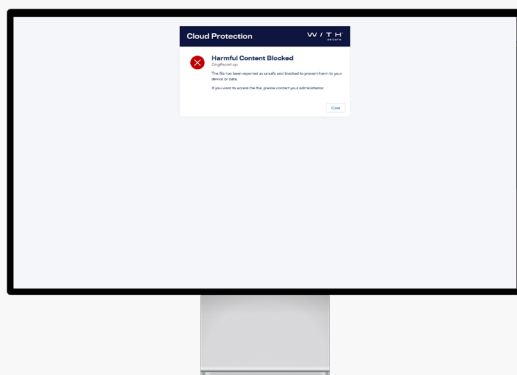 Cloud Protection
W / T H
secure
Harmful Content Blocked
The file has been reported as unsafe and blocked to prevent harm to your
device or data.
If you want to access the file, please contact your administrator.